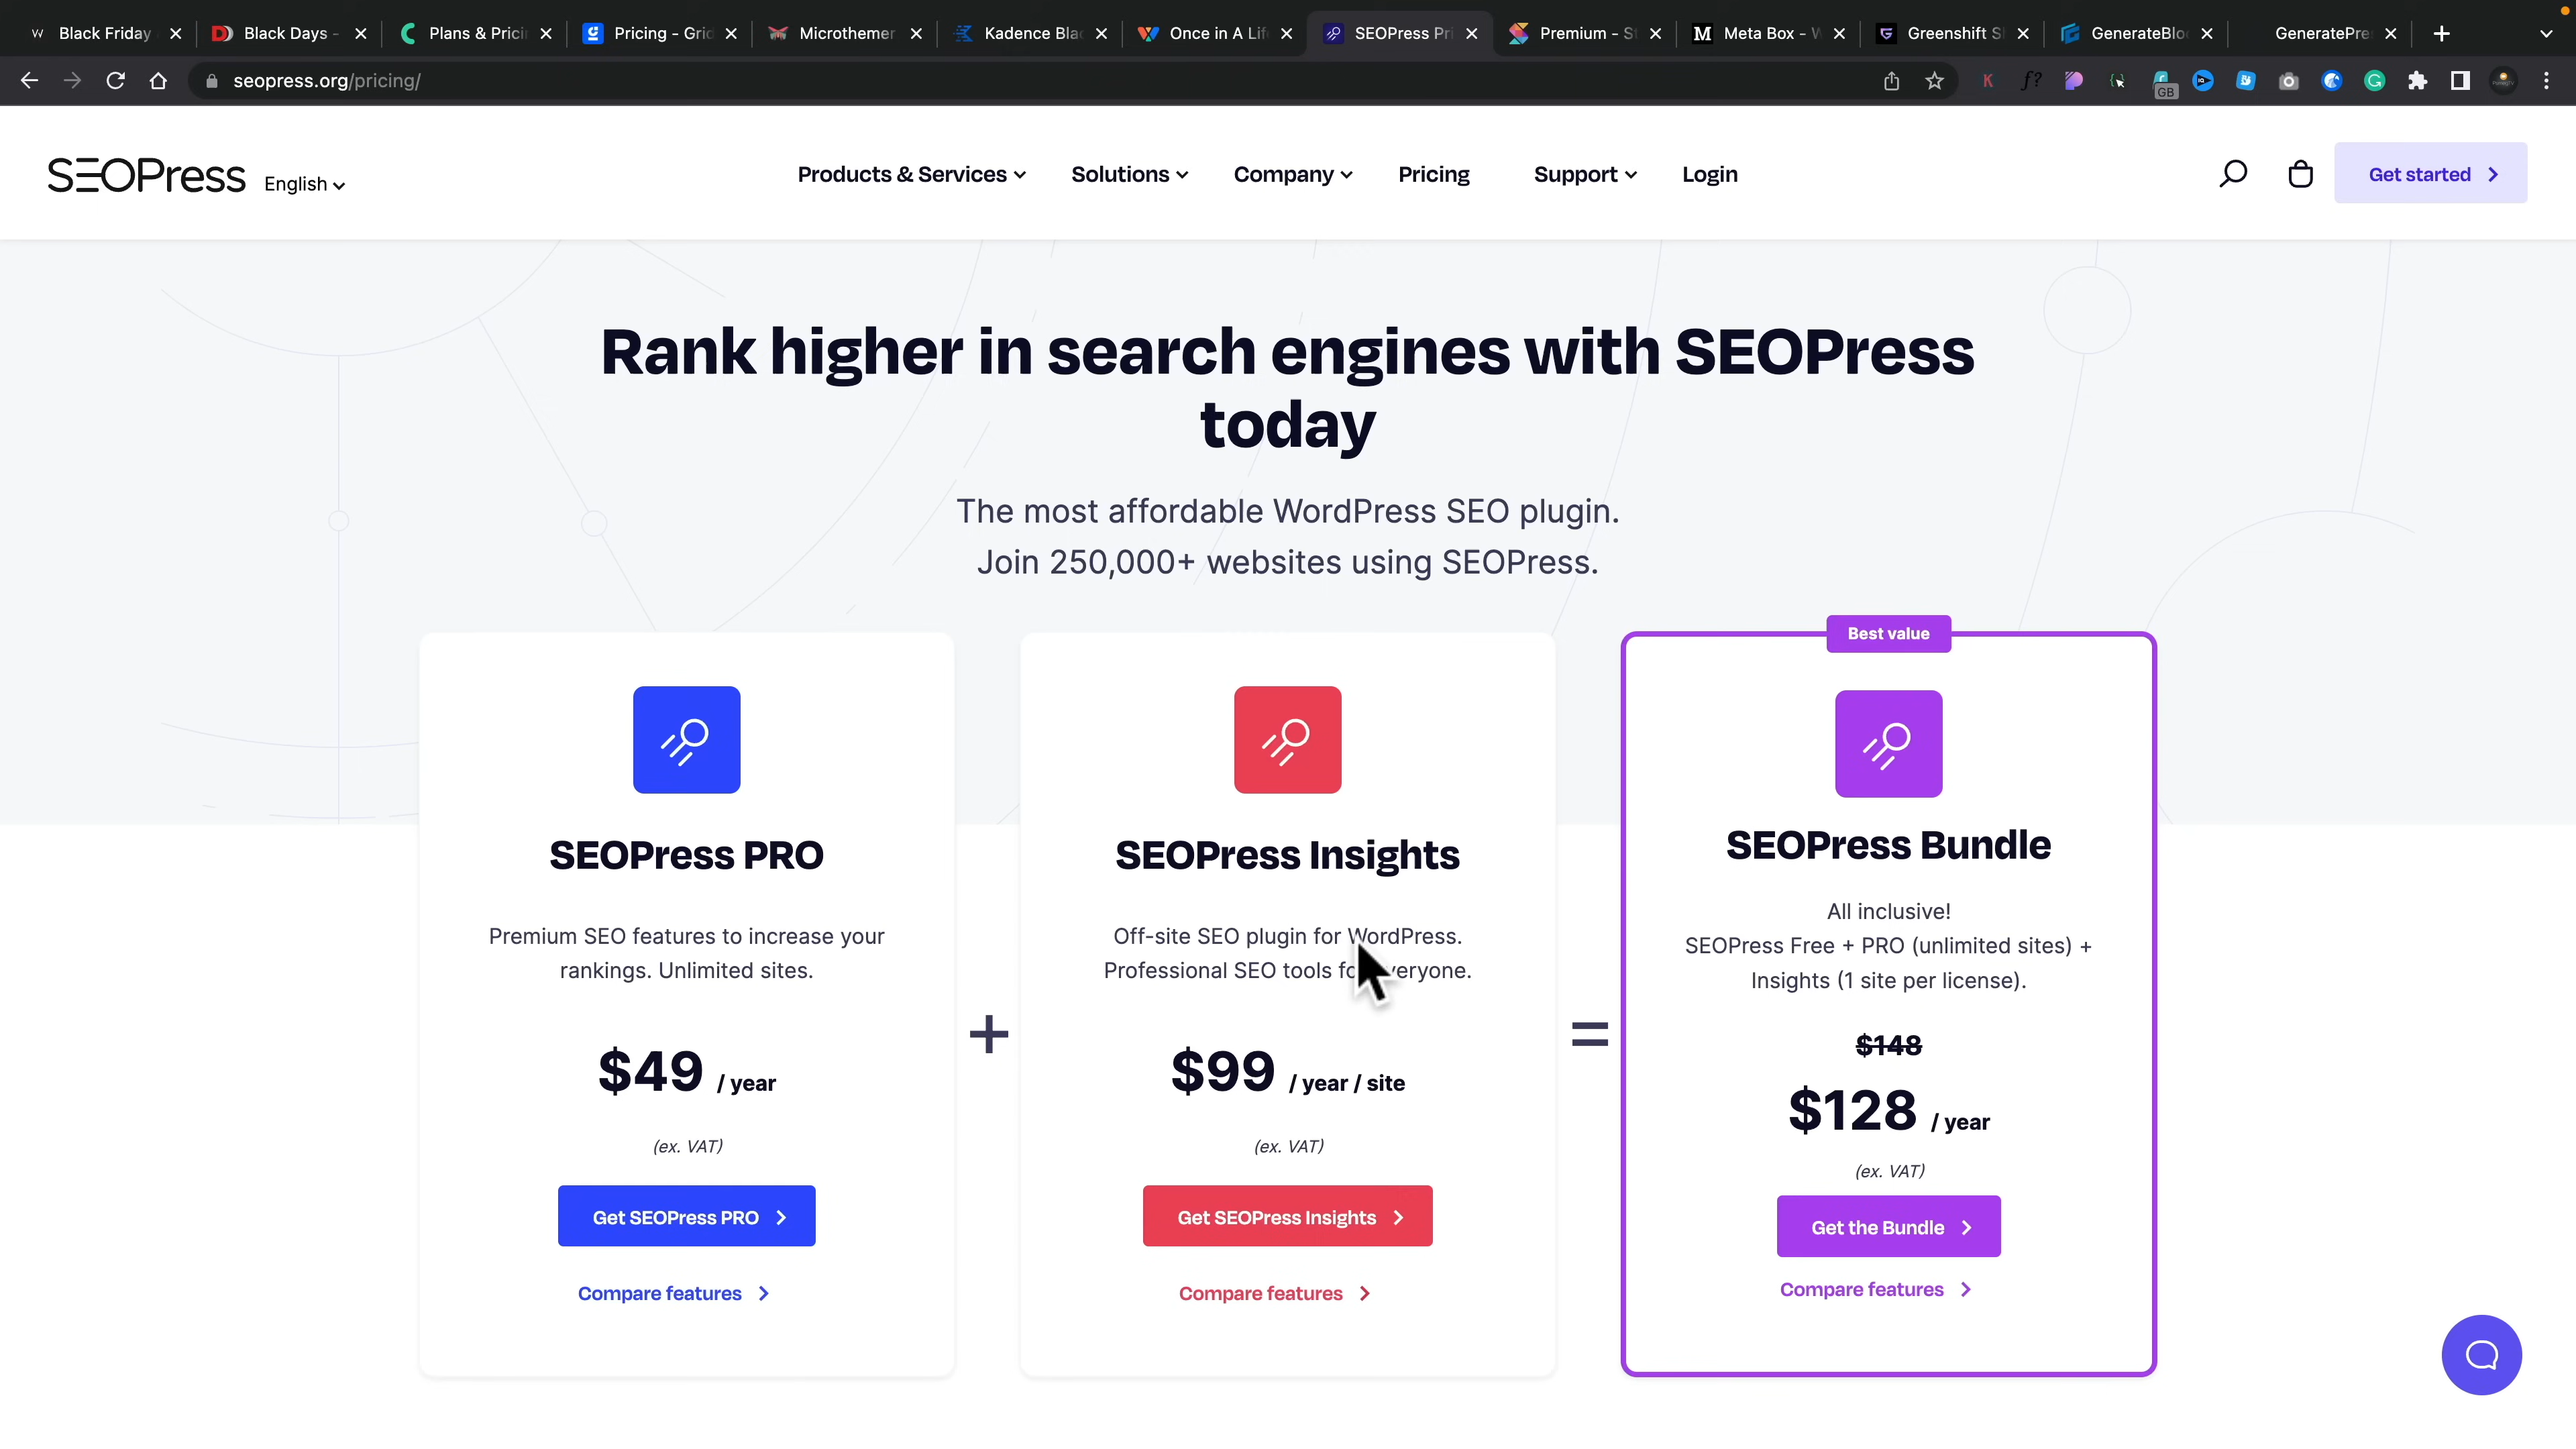 W Black Friday
Black Days -
Plans & Prici
Pricing - Grid
Microthemer
Kadence Blac
Once in A Lif
SEOPress Pri
Premium - S
M Meta Box - W
Greenshift S
GenerateBlo
GeneratePre
seopress.org/pricing/
GB
SEOPress
English
Products & Services
Solutions
Company
Pricing
Support
Login
Get started
Rank higher in search engines with SEOPress
today
The most affordable WordPress SEO plugin.
Join 250,000+ websites using SEOPress.
SEOPress PRO
Premium SEO features to increase your
rankings. Unlimited sites.
$49 / year
(ex. VAT)
Get SEOPress PRO
Compare features
+
SEOPress Insights
Off-site SEO plugin for WordPress.
Professional SEO tools for everyone.
$99 / year / site
(ex. VAT)
Get SEOPress Insights
Compare features
=
Best value
SEOPress Bundle
All inclusive!
SEOPress Free + PRO (unlimited sites) +
Insights (1 site per license).
$148
$128 / year
(ex. VAT)
Get the Bundle
Compare features